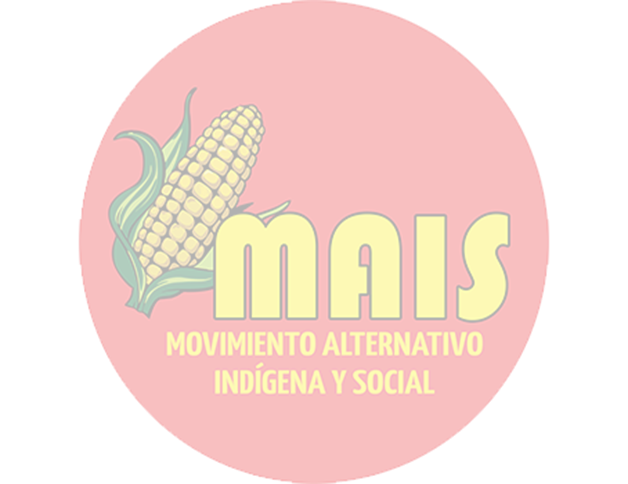 MAIS
MOVIMIENTO ALTERNATIVO
INDÍGENA Y SOCIAL